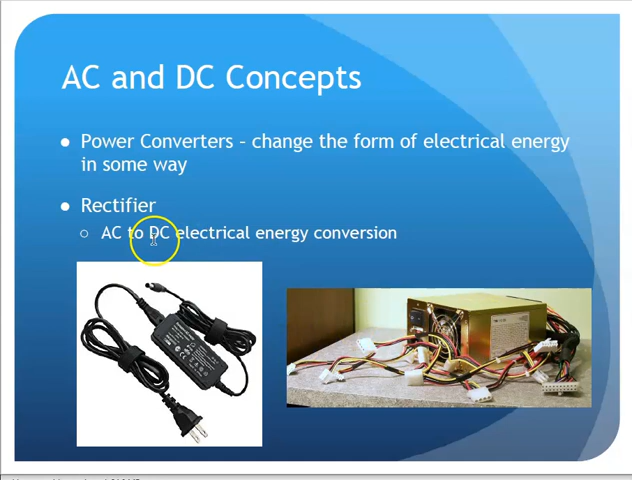 AC and DC Concepts
Power Converters – change the form of electrical energy
in some way
Rectifier
AC to DC electrical energy conversion